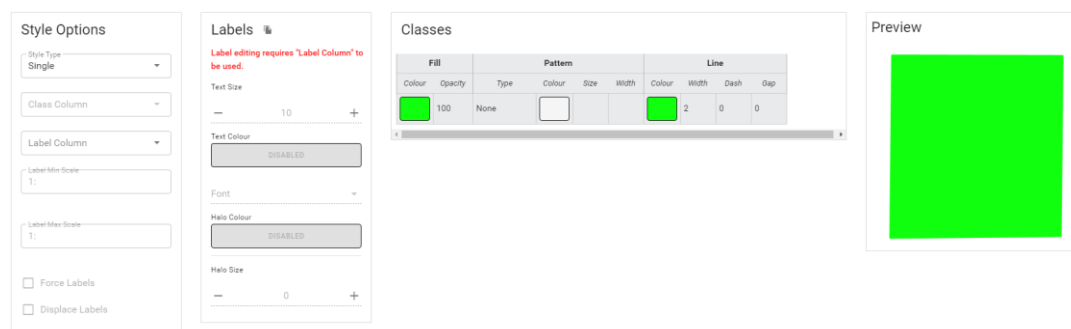 Style Options
Style Type
Single
Class Column
Label Column
Label Min Scale
1:
Label Max Scale
1:
Force Labels
Displace Labels
Labels
Label editing requires "Label Column" to
be used.
Text Size
10
Text Colour
DISABLED
Font
Halo Colour
DISABLED
Halo Size
0
Classes
Fill Pattern Line
Colour Opacity Type Colour Size Width Colour Width Dash Gap
100 None 2 0 0
Preview